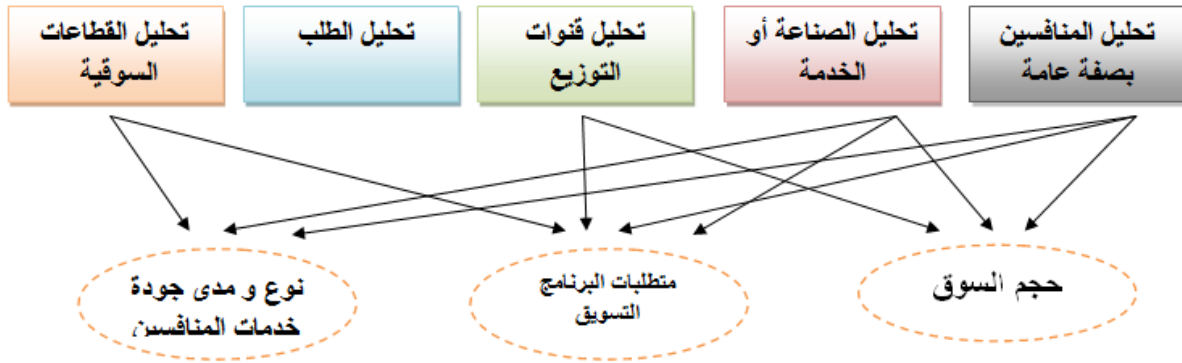 تحليل المنافسين
بصفة عامة
تحليل الصناعة أو
الخدمة
تحليل قنوات
التوزيع
تحليل الطلب
تحليل القطاعات
السوقية
حجم السوق
متطلبات البرنامج
التسويق
نوع و مدى جودة
خدمات المنافسين